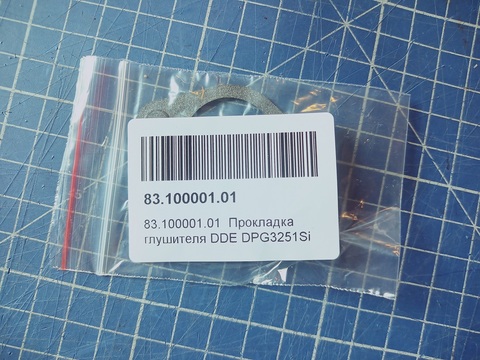 83.100001.01
83.100001.01 Прокладка
глушителя DDE DPG3251Si